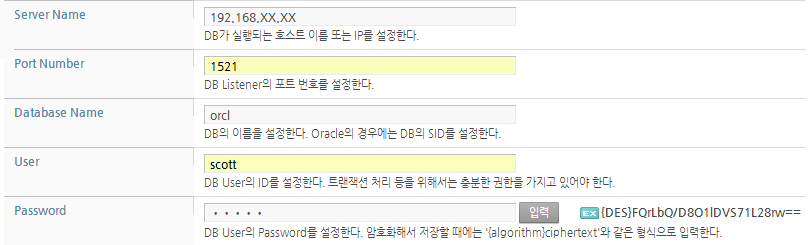 Server Name
192.168.XX.XX
DB가 실행되는 호스트 이름 또는 IP를 설정한다.
Port Number
1521
DB Listener의 포트 번호를 설정한다.
Database Name
orcl
DB의 이름을 설정한다. Oracle의 경우에는 DB의 SID를 설정한다.
User
scott
DB User의 ID를 설정한다. 트랜잭션 처리 등을 위해서는 충분한 권한을 가지고 있어야 한다.
Password
• • • • • 입력 EX {DES}FQrLbQ/D8O1lDVS71L28rw==
DB User의 Password를 설정한다. 암호화해서 저장할 때에는 '{algorithm}ciphertext'와 같은 형식으로 입력한다.